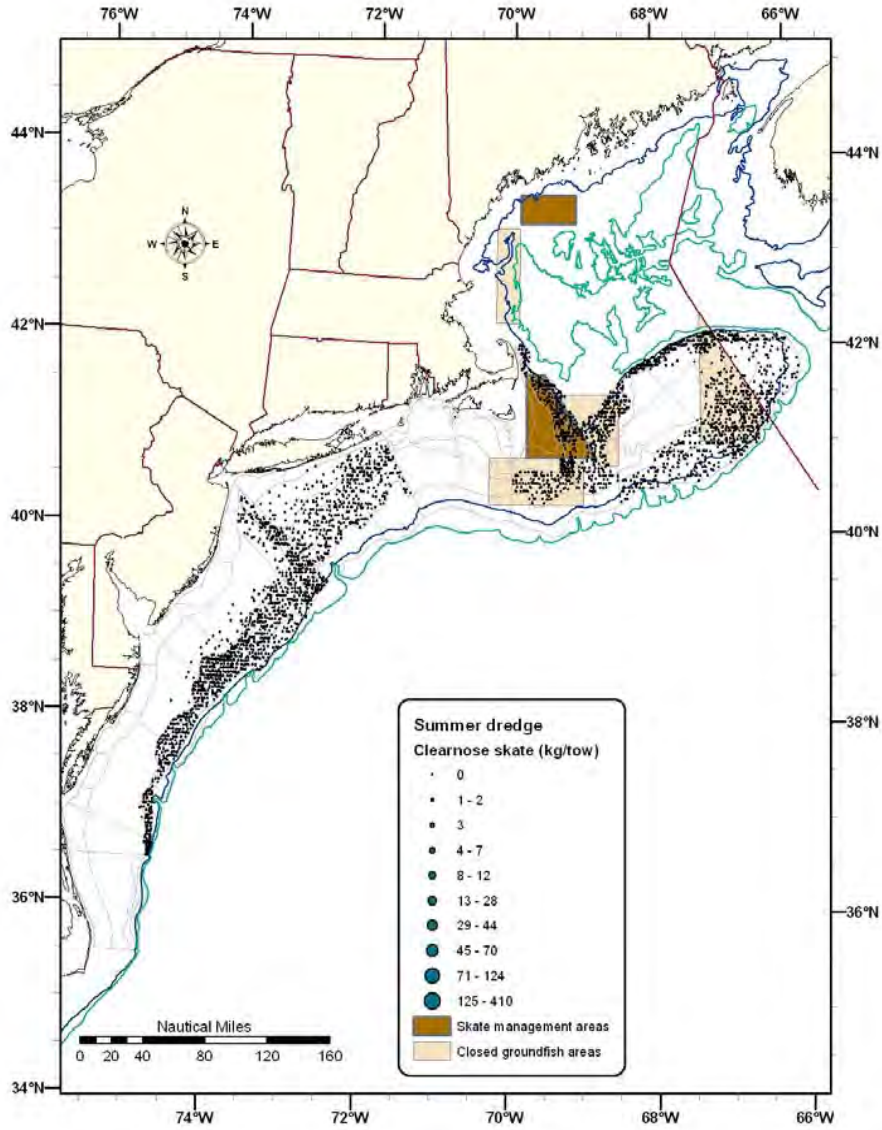 76°W 74°W 72°W 70°W 68°W 66°W
44°N 44°N
N
W E
S
42°N 42°N
40°N 40°N
38°N 38°N
Summer dredge
Clearnose skate (kg/tow)
0
1 - 2
3
4 - 7
8 - 12
13 - 28
29 - 44
45 - 70
71 - 124
125 - 410
Skate management areas
Closed groundfish areas
36°N 36°N
Nautical Miles
0 20 40 80 120 160
34°N
74°W 72°W 70°W 68°W 66°W